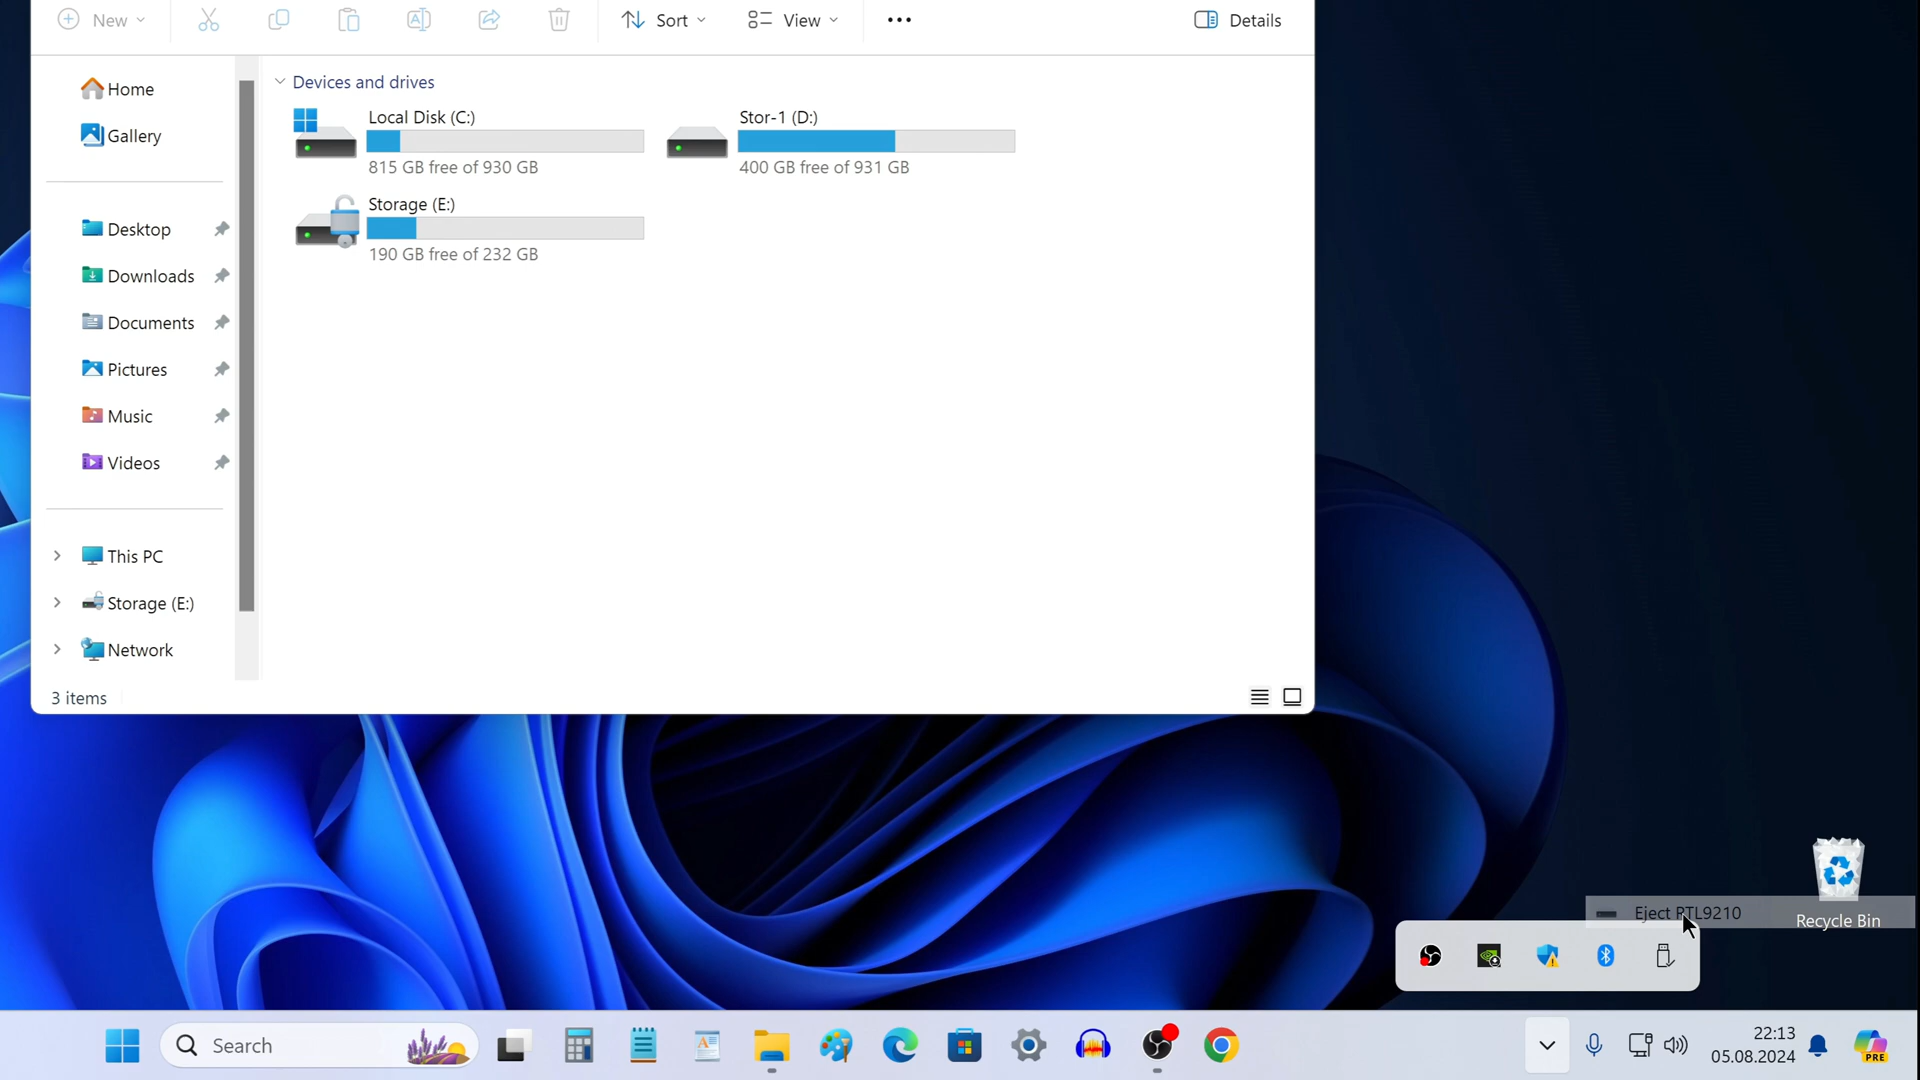 New
Sort
View
Details
Home
Gallery
Desktop
Downloads
Documents
Pictures
Music
Videos
This PC
Storage (E:)
Network
Devices and drives
Local Disk (C:)
815 GB free of 930 GB
Stor-1 (D:)
400 GB free of 931 GB
Storage (E:)
190 GB free of 232 GB
3 items
Eject RTL9210
Recycle Bin
Search
22:13
05.08.2024
PRE